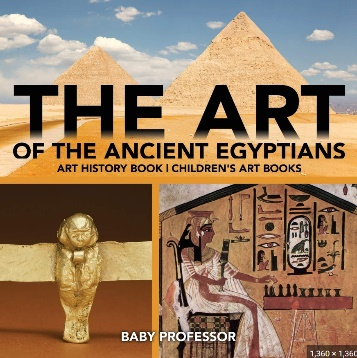 THE ART
OF THE ANCIENT EGYPTIANS
ART HISTORY BOOK | CHILDREN'S ART BOOKS
BABY PROFESSOR
1,360 × 1,360